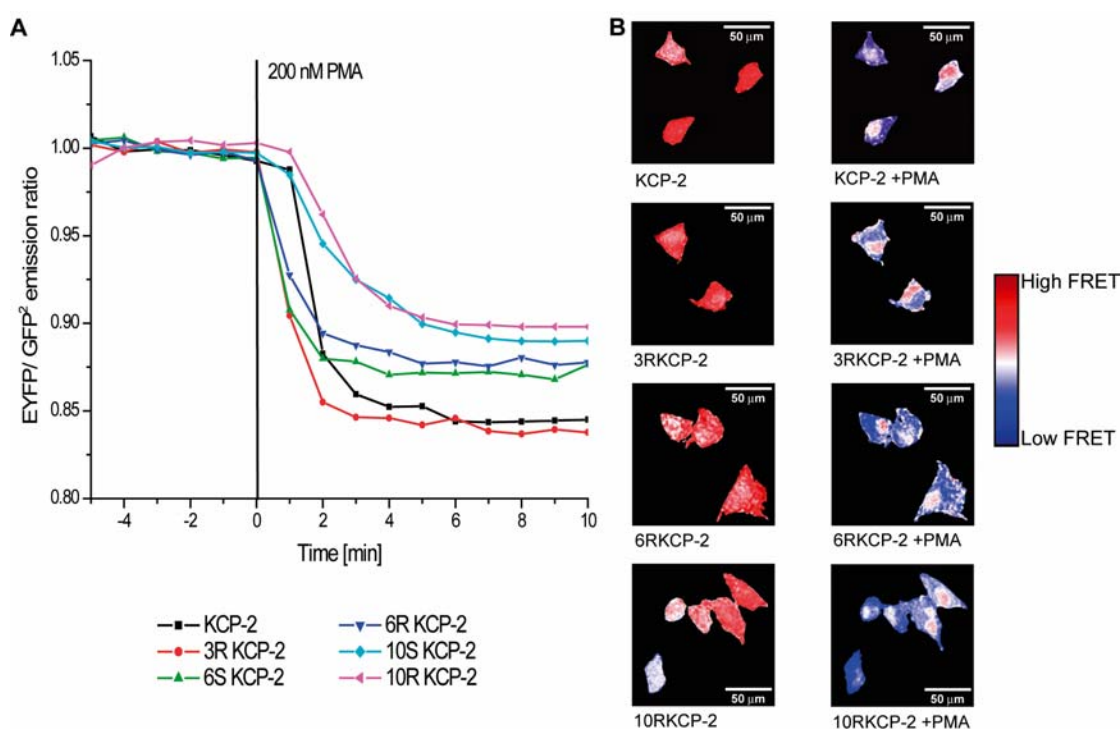 A
1.05
1.00
0.95
0.90
0.85
0.80
EYFP/ GFP² emission ratio
200 nM PMA
-4 -2 0 2 4 6 8 10
Time [min]
KCP-2
3R KCP-2
6S KCP-2
6R KCP-2
10S KCP-2
10R KCP-2
B
50 µm
KCP-2
50 µm
KCP-2 +PMA
50 µm
3RKCP-2
50 µm
3RKCP-2 +PMA
50 µm
6RKCP-2
50 µm
6RKCP-2 +PMA
50 µm
10RKCP-2
50 µm
10RKCP-2 +PMA
High FRET
Low FRET